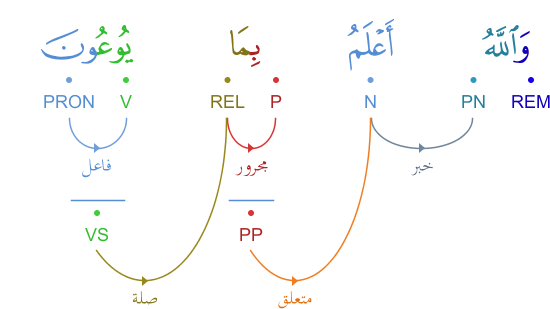 وَٱللَّهُ أَعْلَمُ بِمَا يُوعُونَ
PRON V REL P N PN REM
فاعل مجرور خبر
VS PP
صلة متعلق